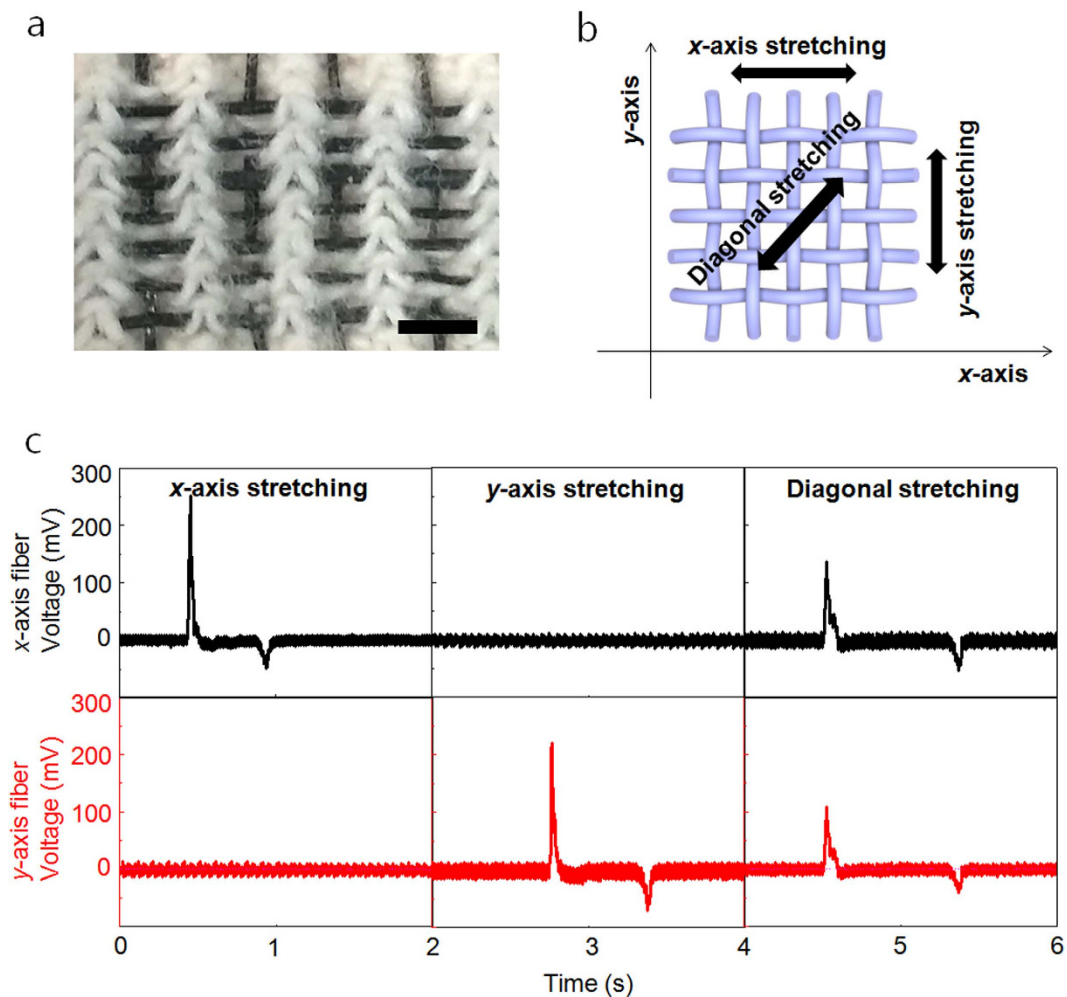 a
b
x-axis stretching
y-axis
Diagonal stretching
y-axis stretching
x-axis
c
x-axis stretching
y-axis stretching
Diagonal stretching
x-axis fiber
Voltage (mV)
300
200
100
0
y-axis fiber
Voltage (mV)
300
200
100
0
0 1 2 3 4 5 6
Time (s)